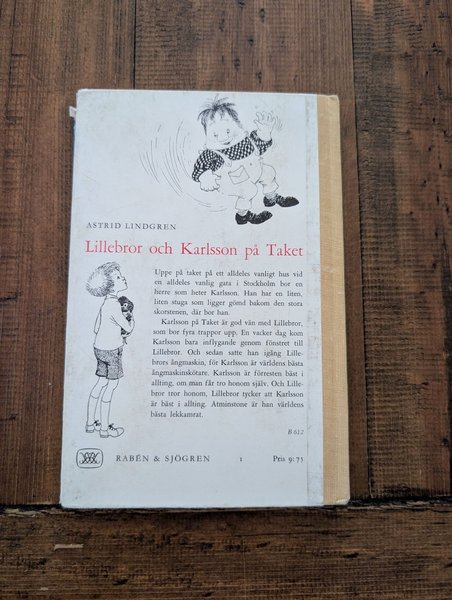 ASTRID LINDGREN
Lillebror och Karlsson på Taket
Uppe på taket på ett alldeles vanligt hus vid
en alldeles vanlig gata i Stockholm bor en
herre som heter Karlsson. Han har en liten,
liten stuga som ligger gömd bakom den stora
skorstenen, där bor han.
Karlsson på Taket är god vän med Lillebror,
som bor fyra trappor upp. En vacker dag kom
Karlsson bara inflygande genom fönstret till
Lillebror. Och sedan satte han igång Lille-
brors ångmaskin, för Karlsson är världens bästa
ångmaskinskötare. Karlsson är förresten bäst i
allting, om man får tro honom själv. Och Lille-
bror tror honom, Lillebror tycker att Karlsson
är bäst i allting. Åtminstone är han världens
bästa lekkamrat.
B 612
RABÉN & SJÖGREN 1 Pris 9:75